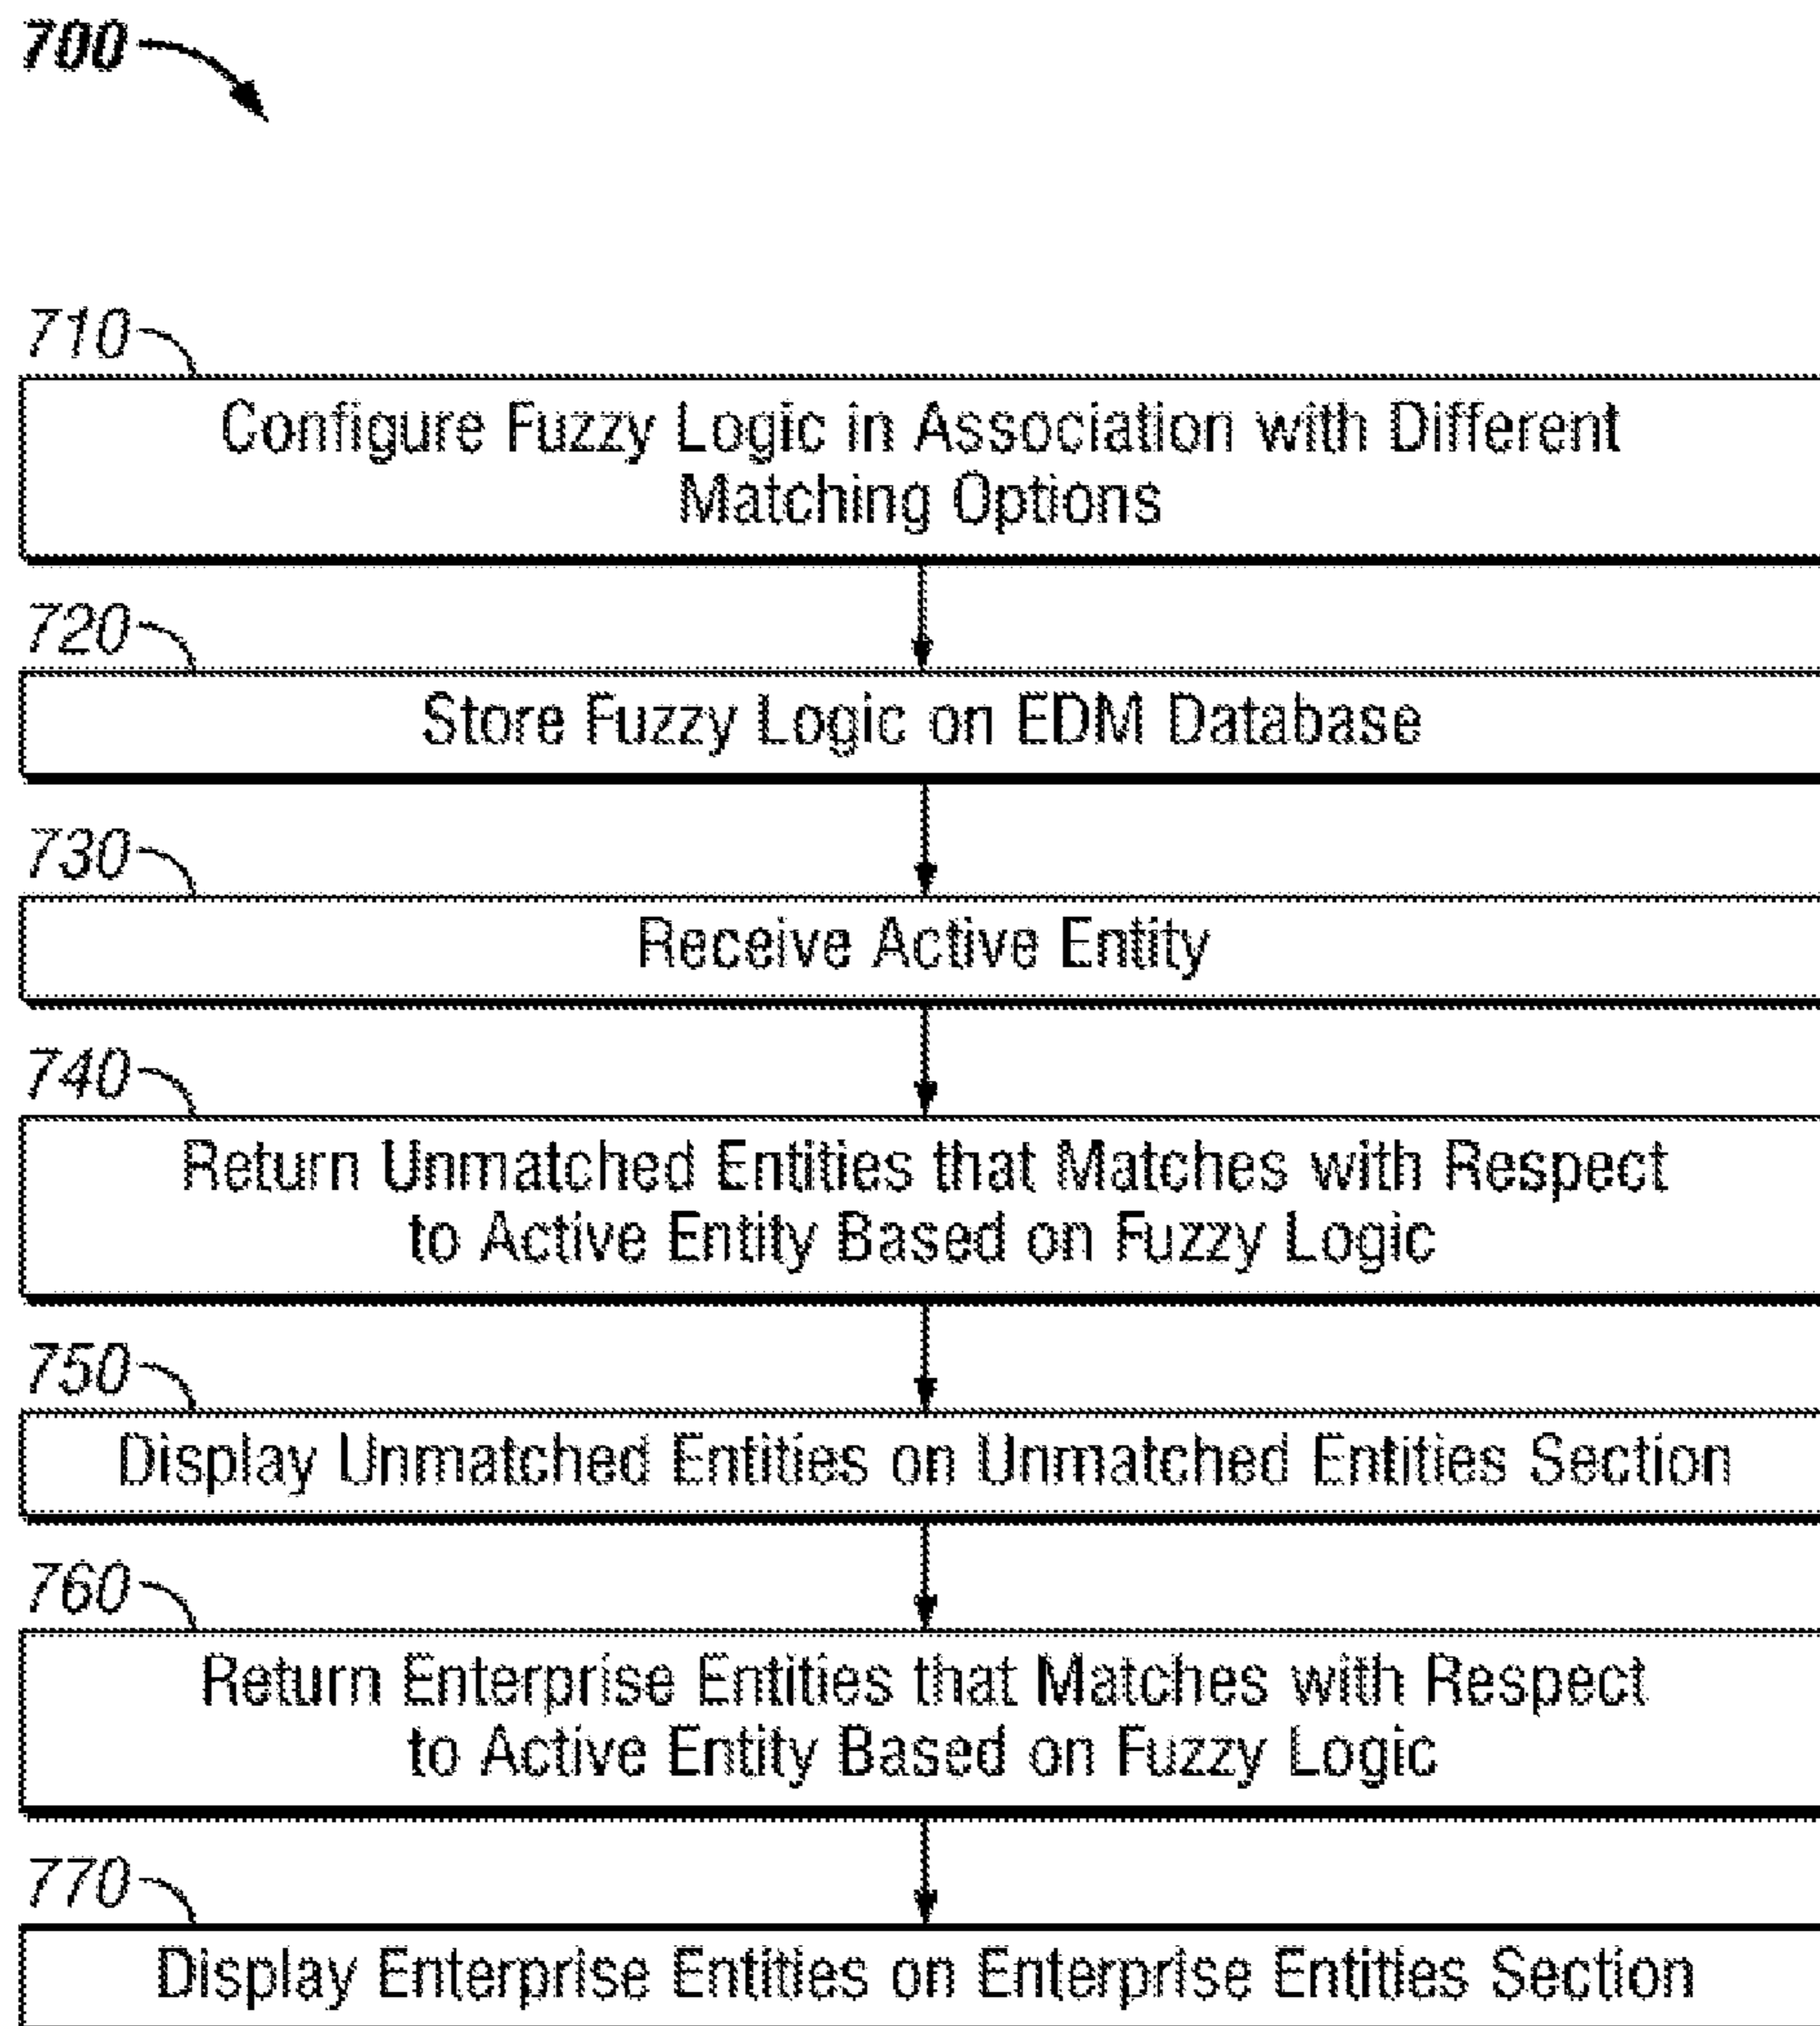 700
710
Configure Fuzzy Logic in Association with Different
Matching Options
720
Store Fuzzy Logic on EDM Database
730
Receive Active Entity
740
Return Unmatched Entities that Matches with Respect
to Active Entity Based on Fuzzy Logic
750
Display Unmatched Entities on Unmatched Entities Section
760
Return Enterprise Entities that Matches with Respect
to Active Entity Based on Fuzzy Logic
770
Display Enterprise Entities on Enterprise Entities Section